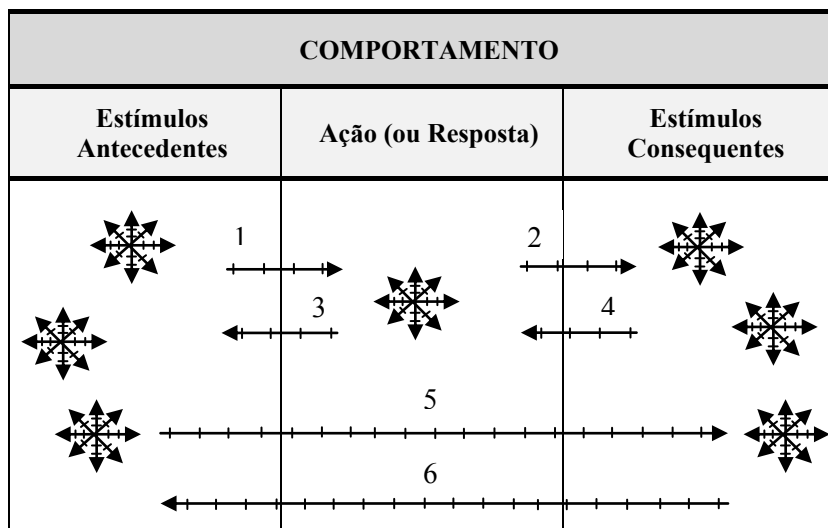 COMPORTAMENTO
Estímulos
Antecedentes
Ação (ou Resposta)
Estímulos
Consequentes
1
2
3
4
5
6